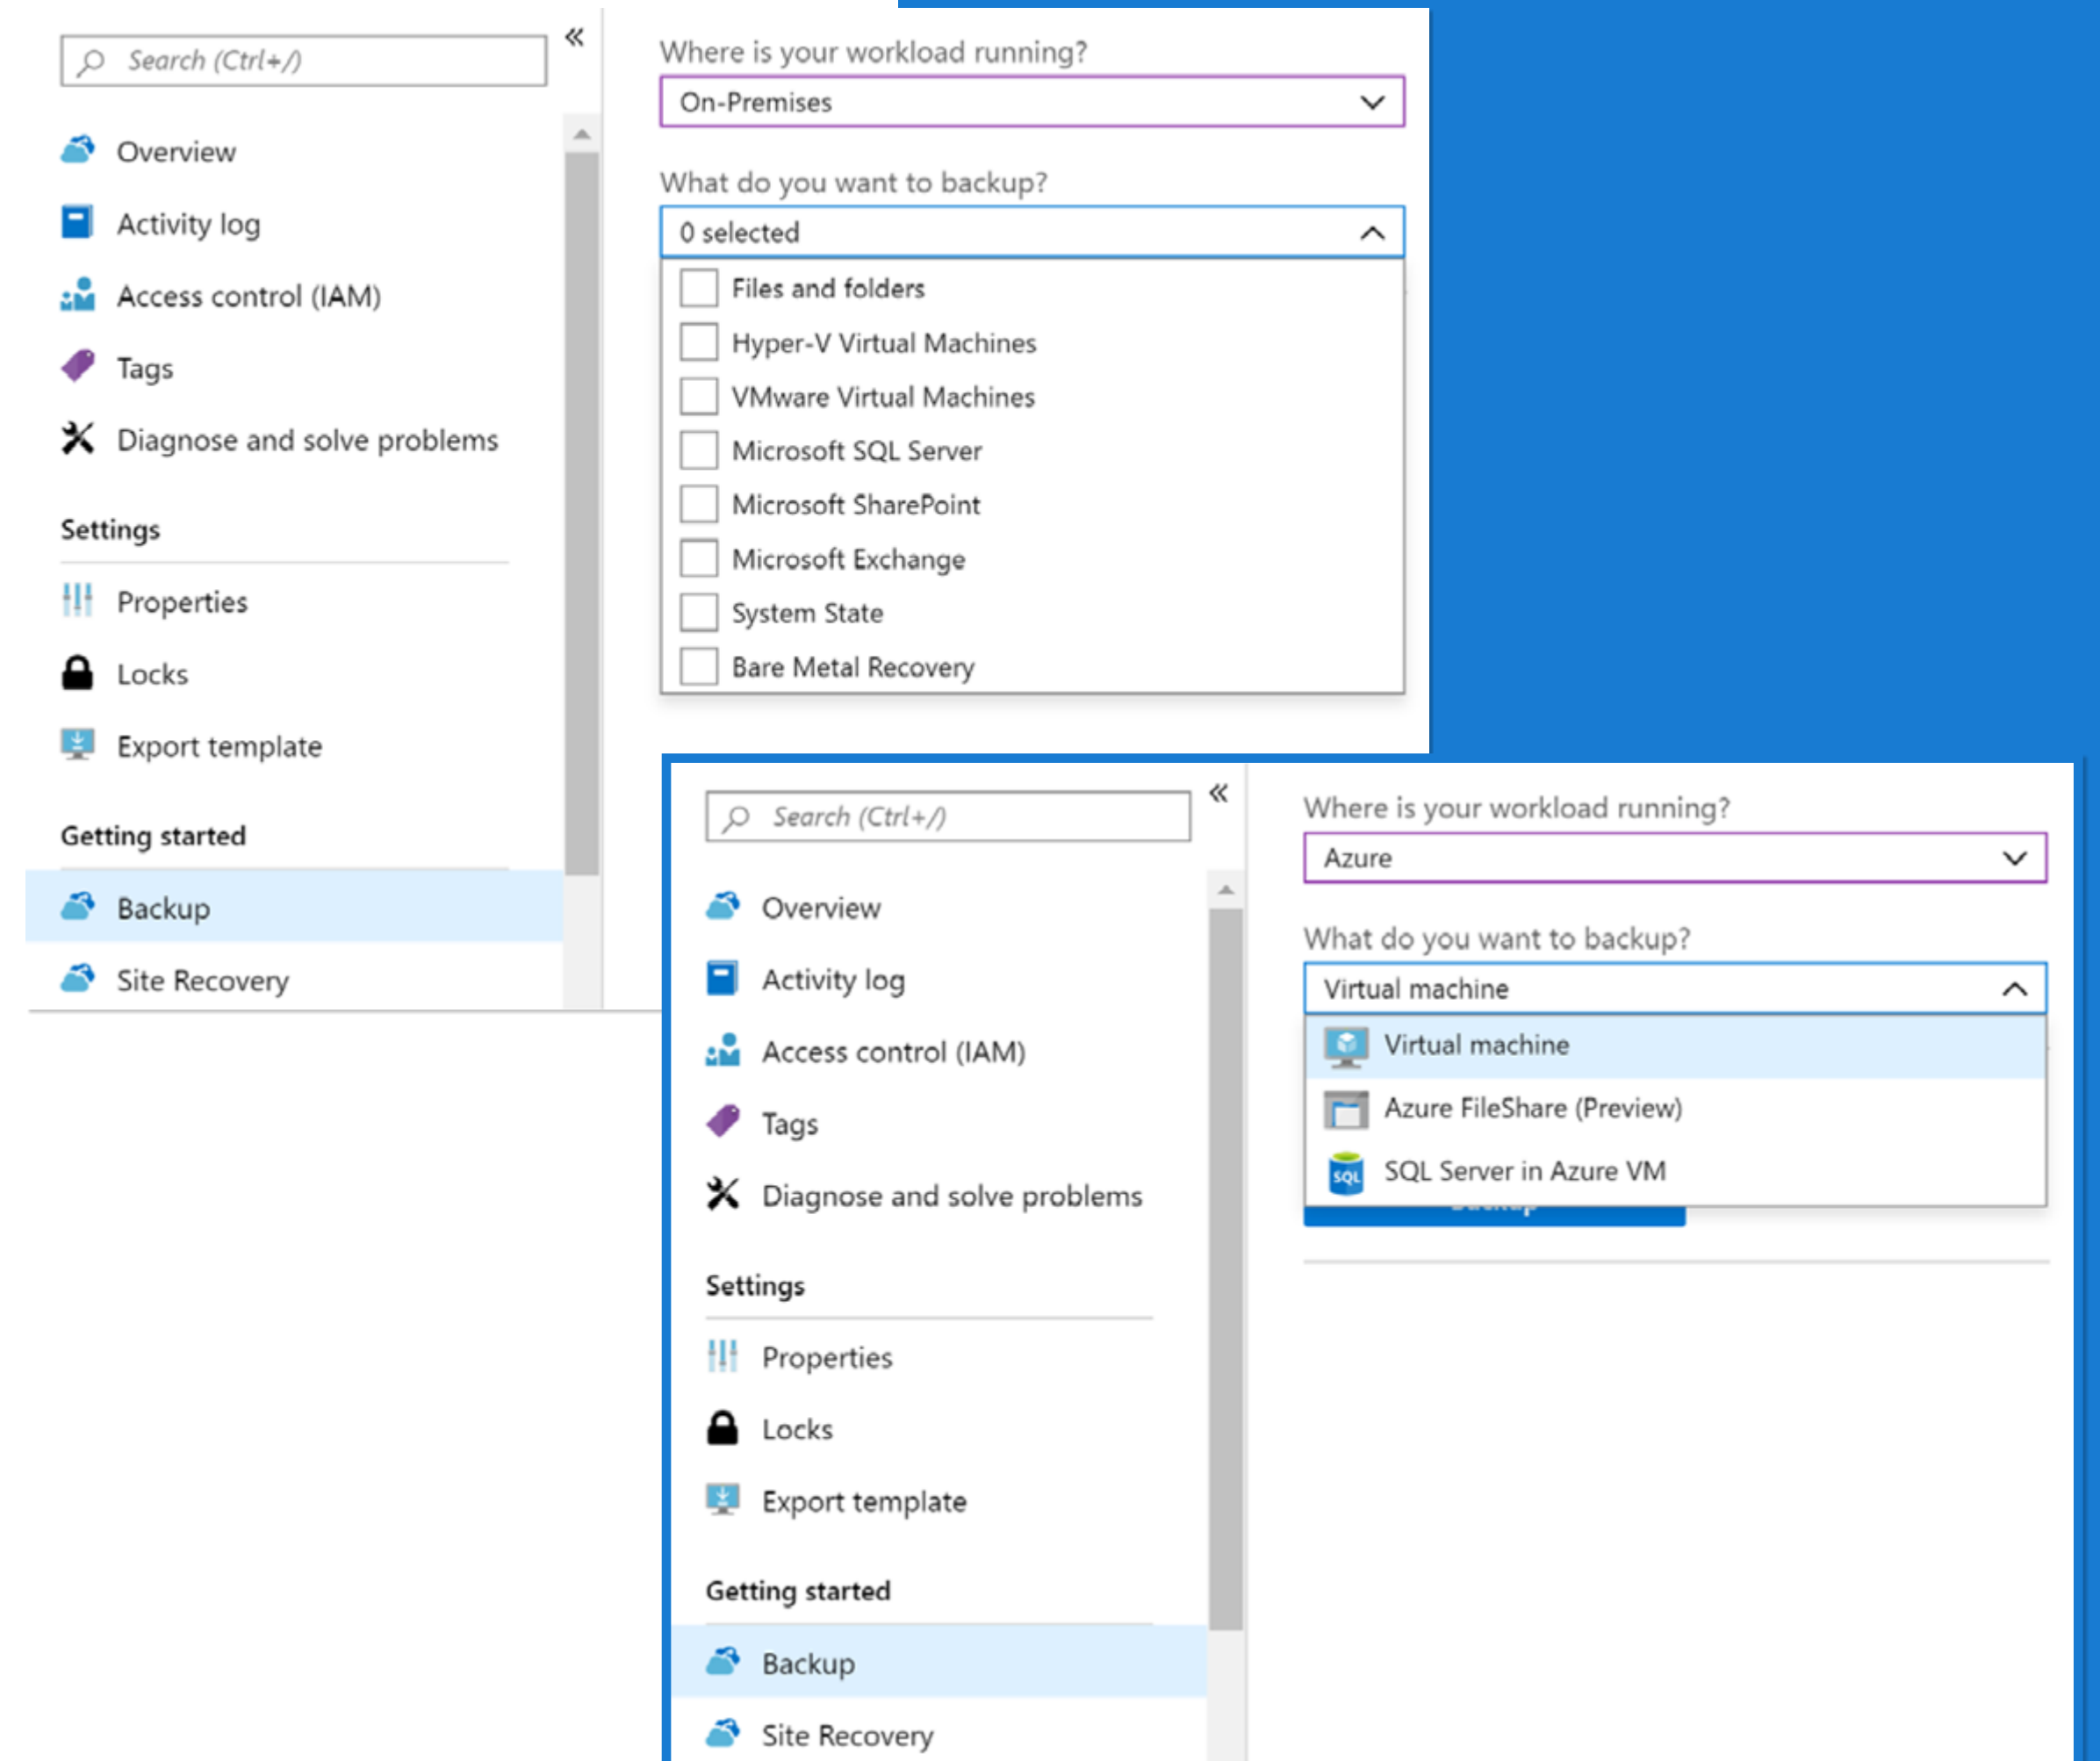 Search (Ctrl+/)
«
Overview
Activity log
Access control (IAM)
Tags
Diagnose and solve problems
Settings
Properties
Locks
Export template
Getting started
Backup
Site Recovery
Where is your workload running?
On-Premises
What do you want to backup?
0 selected
Files and folders
Hyper-V Virtual Machines
VMware Virtual Machines
Microsoft SQL Server
Microsoft SharePoint
Microsoft Exchange
System State
Bare Metal Recovery
Search (Ctrl+/)
«
Overview
Activity log
Access control (IAM)
Tags
Diagnose and solve problems
Settings
Properties
Locks
Export template
Getting started
Backup
Site Recovery
Where is your workload running?
Azure
What do you want to backup?
Virtual machine
Virtual machine
Azure FileShare (Preview)
SQL
SQL Server in Azure VM